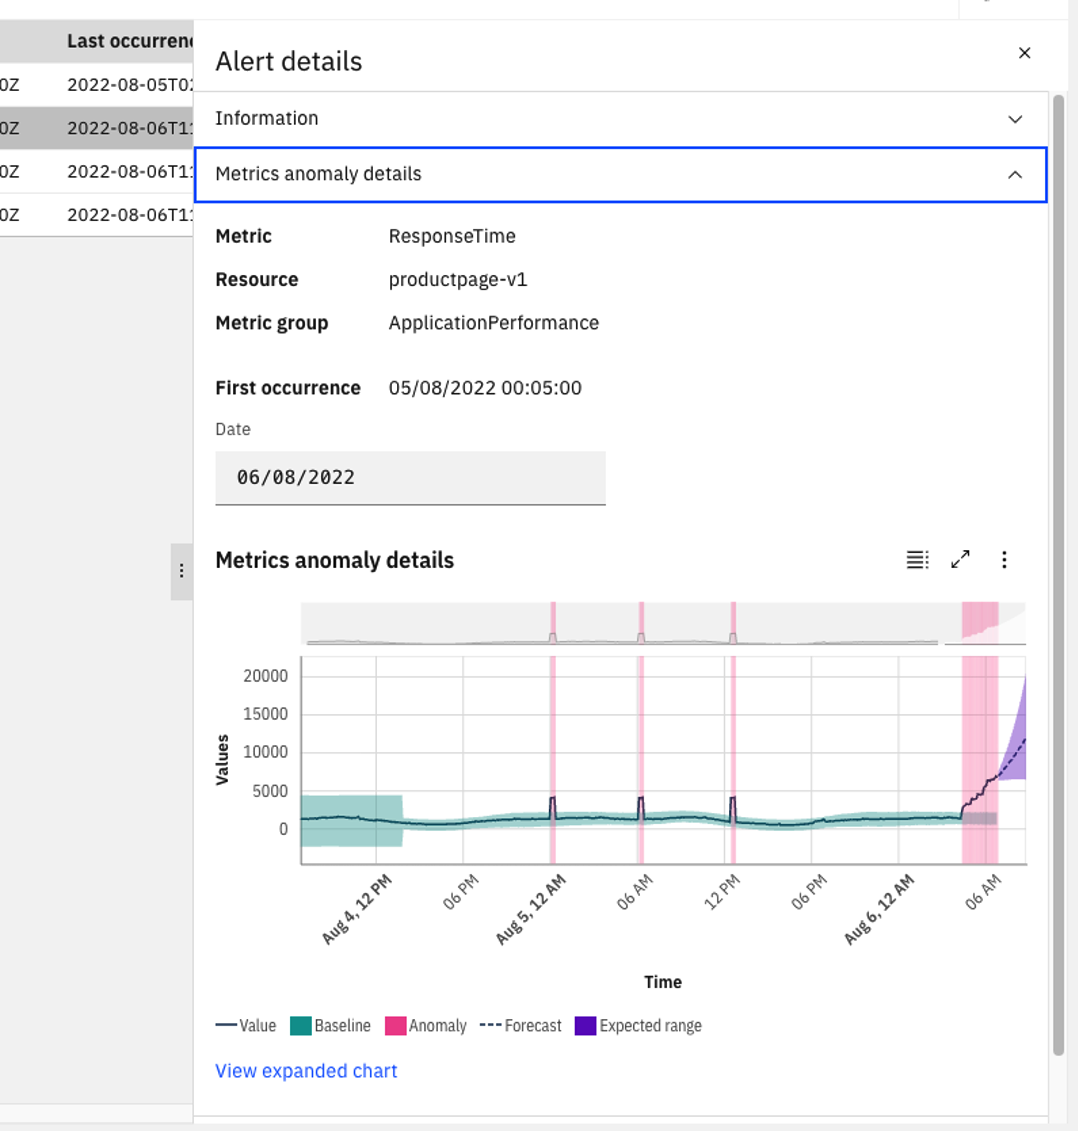 Last occurren
Alert details
0Z 2022-08-05T02
Information
0Z 2022-08-06T11
0Z 2022-08-06T11
Metrics anomaly details
0Z 2022-08-06T11
Metric ResponseTime
Resource productpage-v1
Metric group ApplicationPerformance
First occurrence 05/08/2022 00:05:00
Date
06/08/2022
Metrics anomaly details
20000
15000
10000
5000
0
Values
Aug 4, 12 PM
06 PM
Aug 5, 12 AM
06 AM
12 PM
06 PM
Aug 6, 12 AM
06 AM
Time
Value Baseline Anomaly Forecast Expected range
View expanded chart